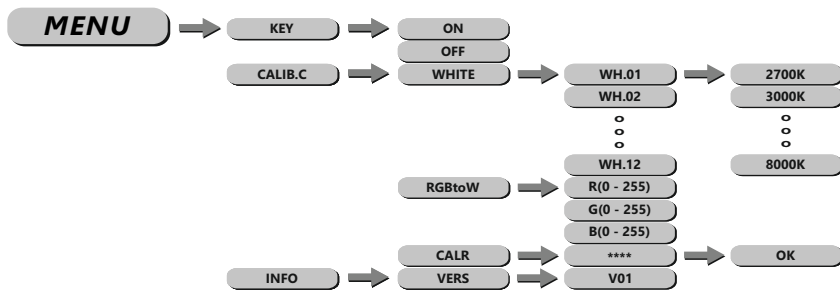 MENU KEY ON
OFF
CALIB.C WHITE WH.01 2700K
WH.02 3000K
WH.12 8000K
RGBtoW R(0 - 255)
G(0 - 255)
B(0 - 255)
CALR **** OK
INFO VERS V01